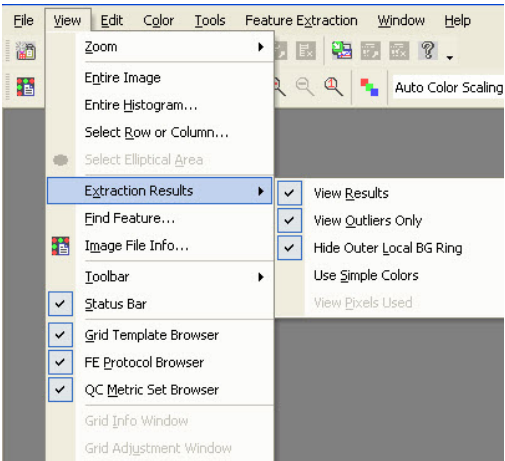 File View Edit Color Tools Feature Extraction Window Help
Zoom
Entire Image
Entire Histogram...
Auto Color Scaling
Select Row or Column...
Select Elliptical Area
Extraction Results
View Results
Find Feature...
View Outliers Only
Image File Info...
Hide Outer Local BG Ring
Toolbar
Use Simple Colors
Status Bar
View Pixels Used
Grid Template Browser
FE Protocol Browser
QC Metric Set Browser
Grid Info Window
Grid Adjustment Window